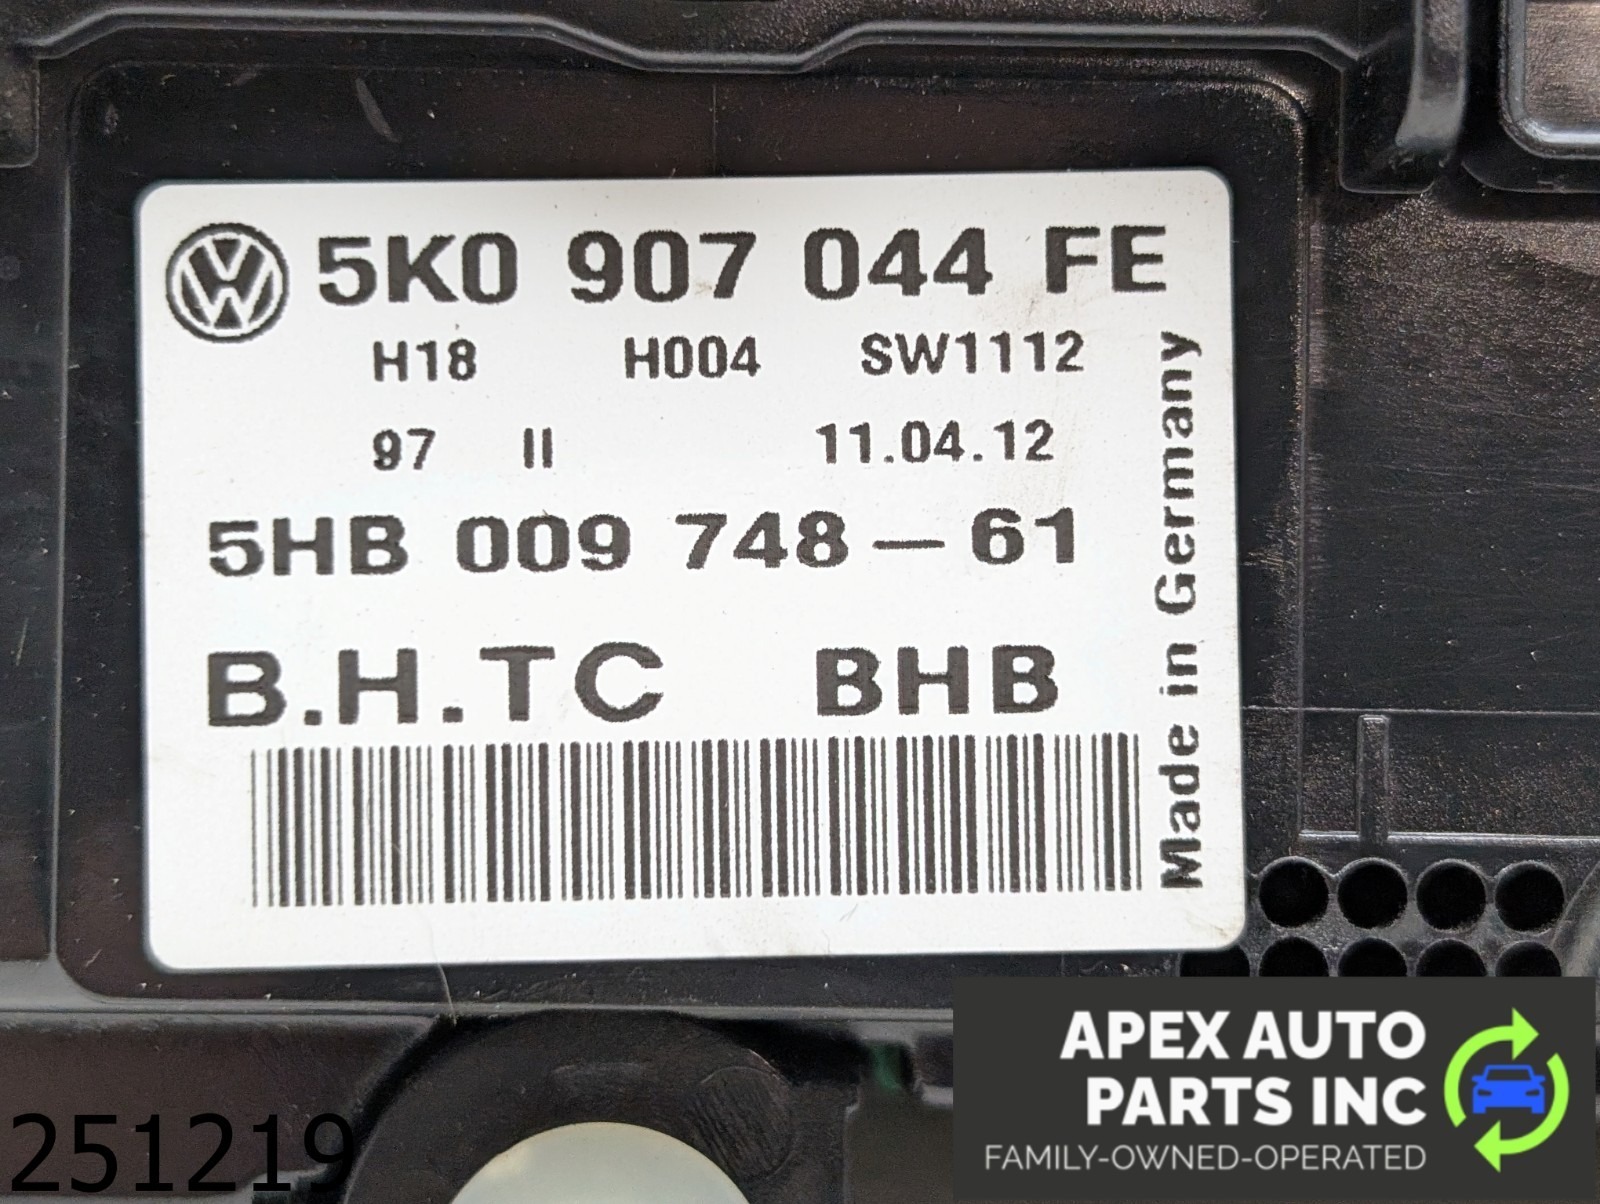 5K0 907 044 FE
H18 H004 SW1112
97 II 11.04.12
5HB 009 748-61
B.H.TC BHB
Made in Germany
APEX AUTO
PARTS INC
FAMILY-OWNED-OPERATED
251219